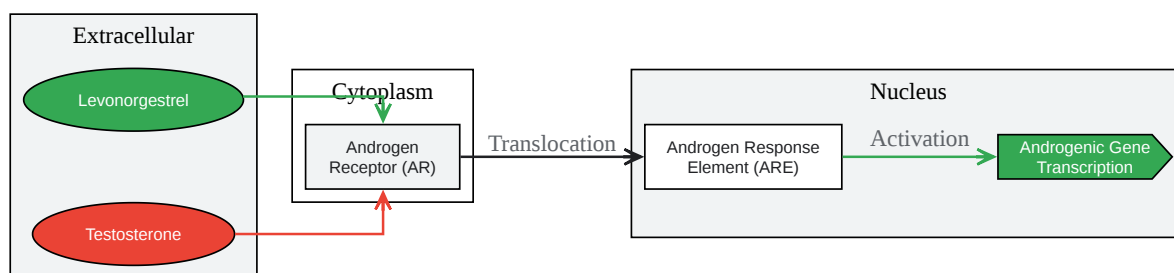 Extracellular
Levonorgestrel
Testosterone
Cytoplasm
Androgen
Receptor (AR)
Translocation
Nucleus
Androgen Response
Element (ARE)
Activation
Androgenic Gene
Transcription